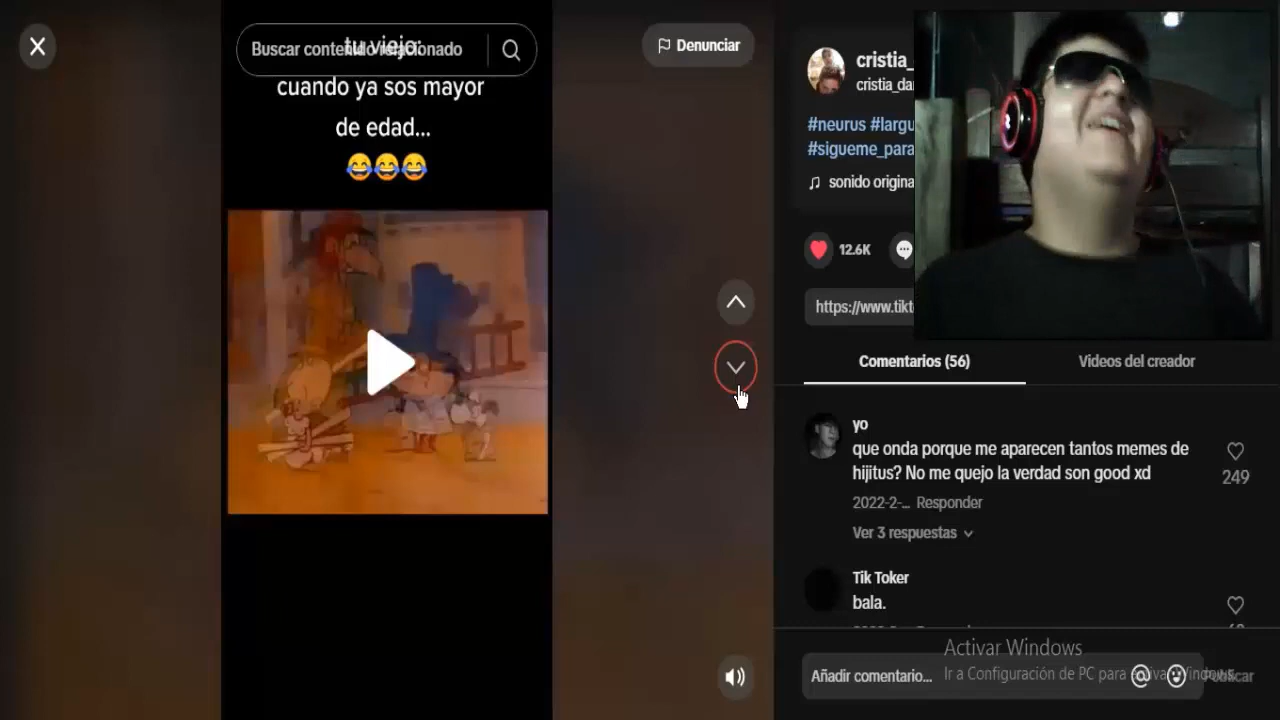 tu viejo:
Buscar contenido relacionado
cuando ya sos mayor
de edad...
😂😂😂
Denunciar
cristia_
cristia_da
#neurus #largu
#sigueme_para
sonido origina
12.6K
https://www.tikt
Comentarios (56)
Videos del creador
yo
que onda porque me aparecen tantos memes de
hijitus? No me quejo la verdad son good xd
249
2022-2-... Responder
Ver 3 respuestas
Tik Toker
bala.
Activar Windows
Ir a Configuración de PC para activar Windows.
Añadir comentario...
Publicar